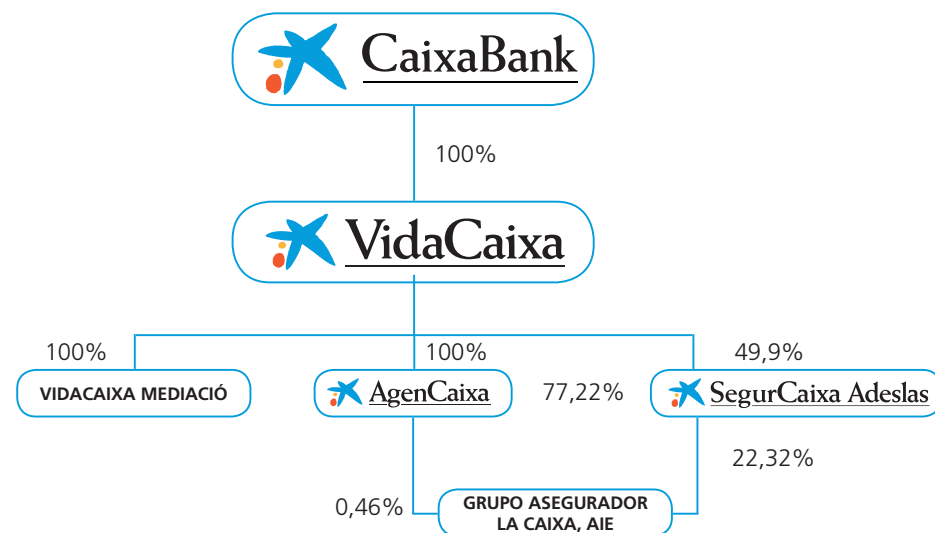 CaixaBank
100%
VidaCaixa
100%
100%
49,9%
VIDACAIXA MEDIACIÓ
AgenCaixa
77,22%
SegurCaixa Adeslas
22,32%
0,46%
GRUPO ASEGURADOR
LA CAIXA, AIE